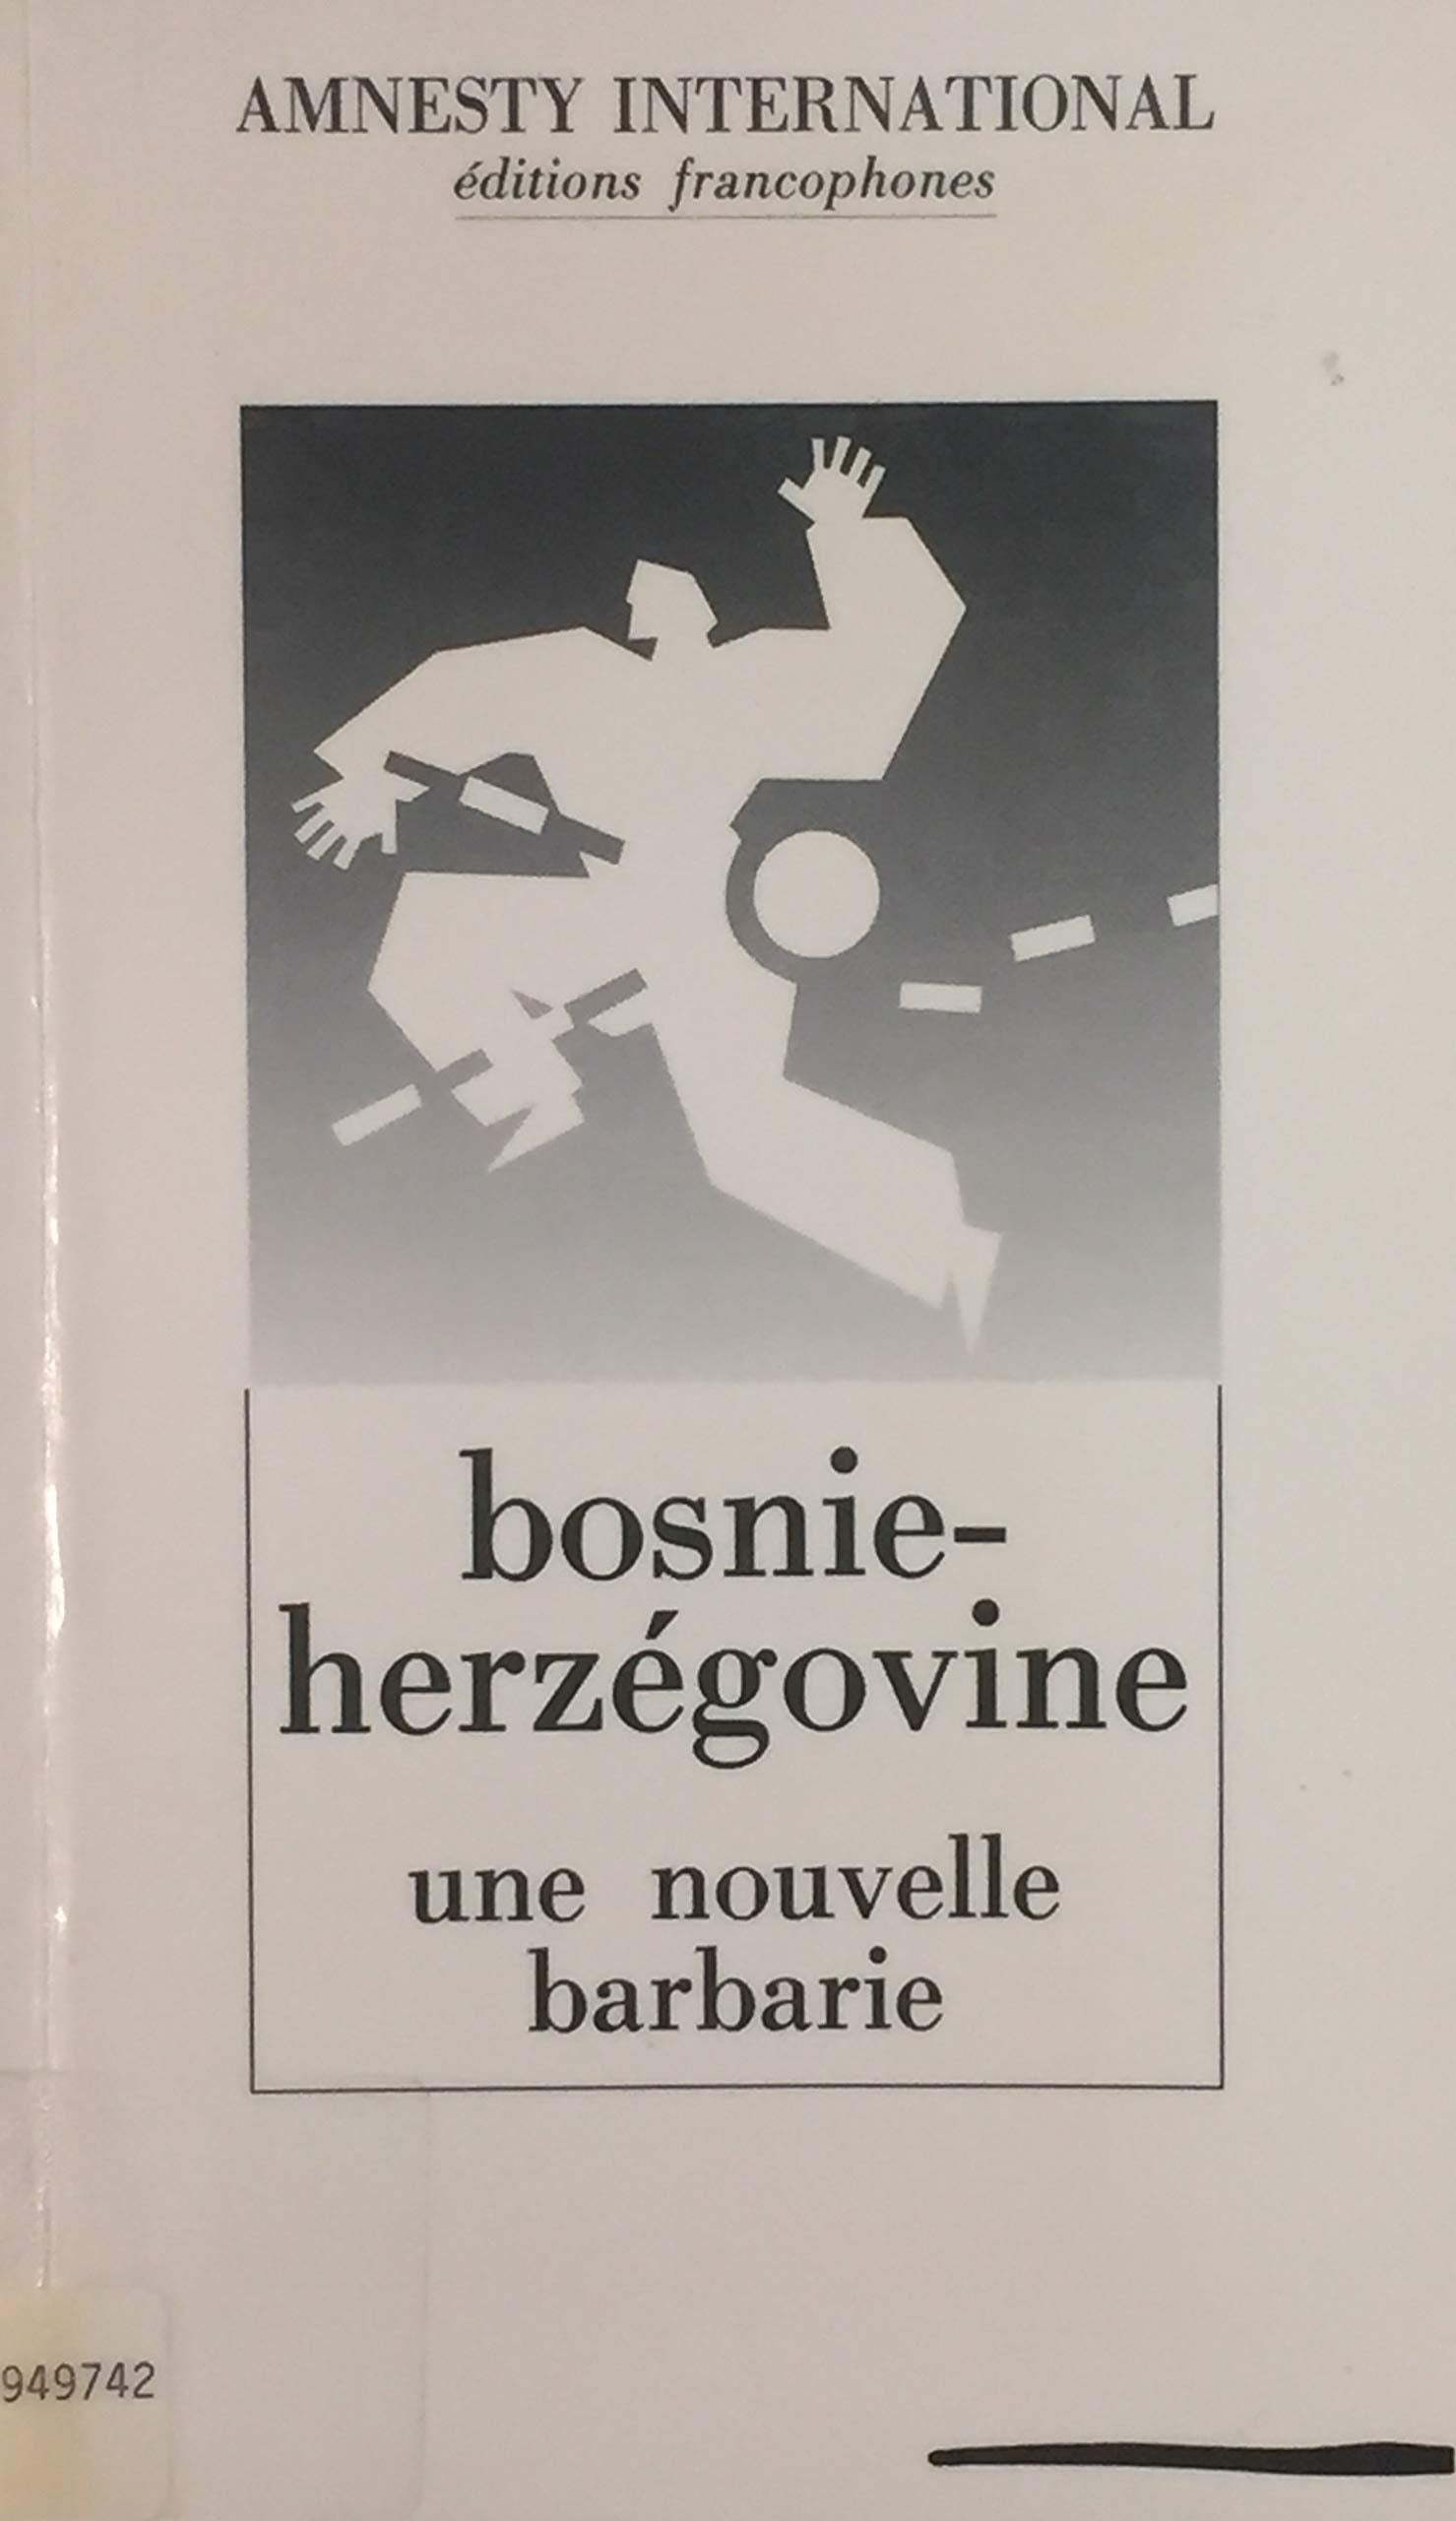 AMNESTY INTERNATIONAL
éditions francophones
bosnie-
herzégovine
une nouvelle
barbarie
949742